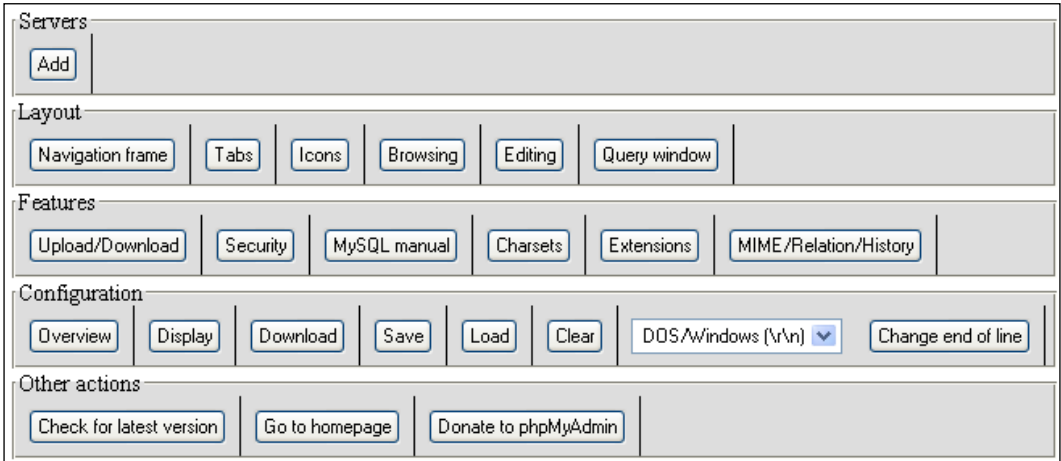 Servers
Add
Layout
Navigation frame Tabs Icons Browsing Editing Query window
Features
Upload/Download Security MySQL manual Charsets Extensions MIME/Relation/History
Configuration
Overview Display Download Save Load Clear DOS/Windows (\r\n) Change end of line
Other actions
Check for latest version Go to homepage Donate to phpMyAdmin